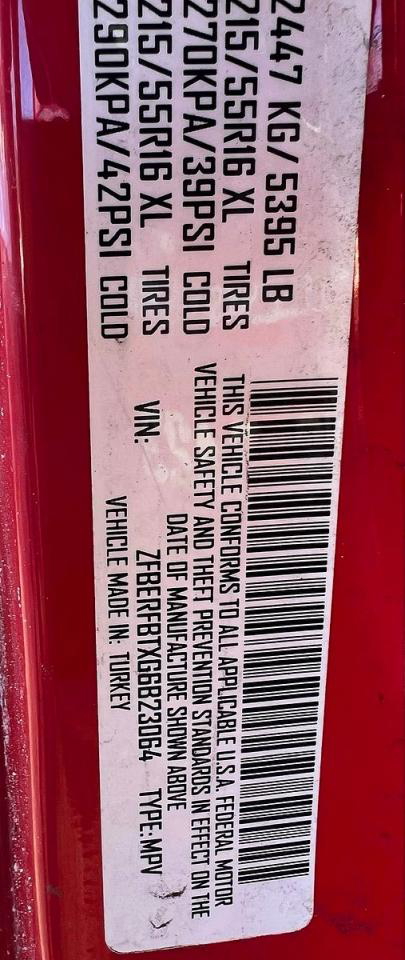 2447 KG/ 5395 LB
215/55R16 XL TIRES
270KPA/39PSI COLD
215/55R16 XL TIRES
290KPA/42PSI COLD
THIS VEHICLE CONFORMS TO ALL APPLICABLE U.S.A. FEDERAL MOTOR
VEHICLE SAFETY AND THEFT PREVENTION STANDARDS IN EFFECT ON THE
DATE OF MANUFACTURE SHOWN ABOVE
VIN: ZFBERFBTXG6B23064 TYPE:MPV
VEHICLE MADE IN: TURKEY